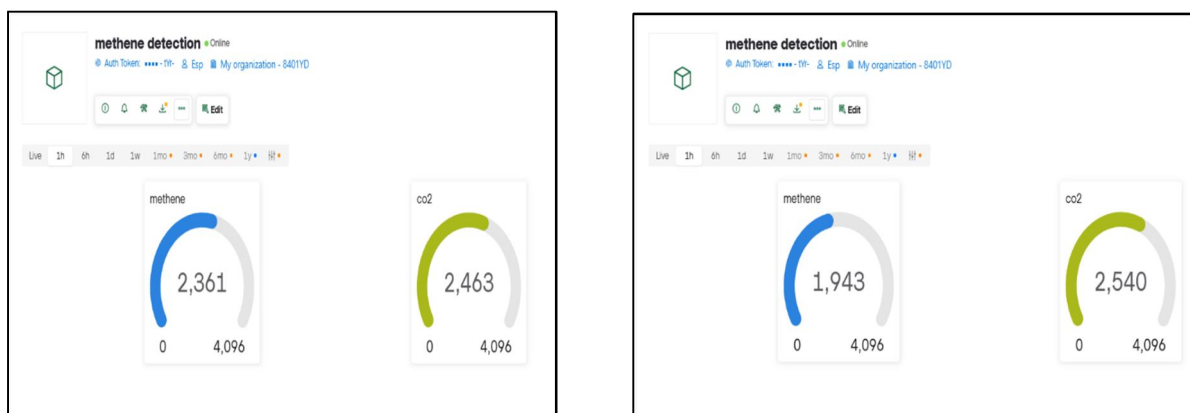 methene detection Online
Auth Token: •••• - tYr- Esp My organization - 8401YD
Edit
Live 1h 6h 1d 1w 1mo 3mo 6mo 1y
methene
2,361
0 4,096
co2
2,463
0 4,096
methene detection Online
Auth Token: •••• - tYr- Esp My organization - 8401YD
Edit
Live 1h 6h 1d 1w 1mo 3mo 6mo 1y
methene
1,943
0 4,096
co2
2,540
0 4,096